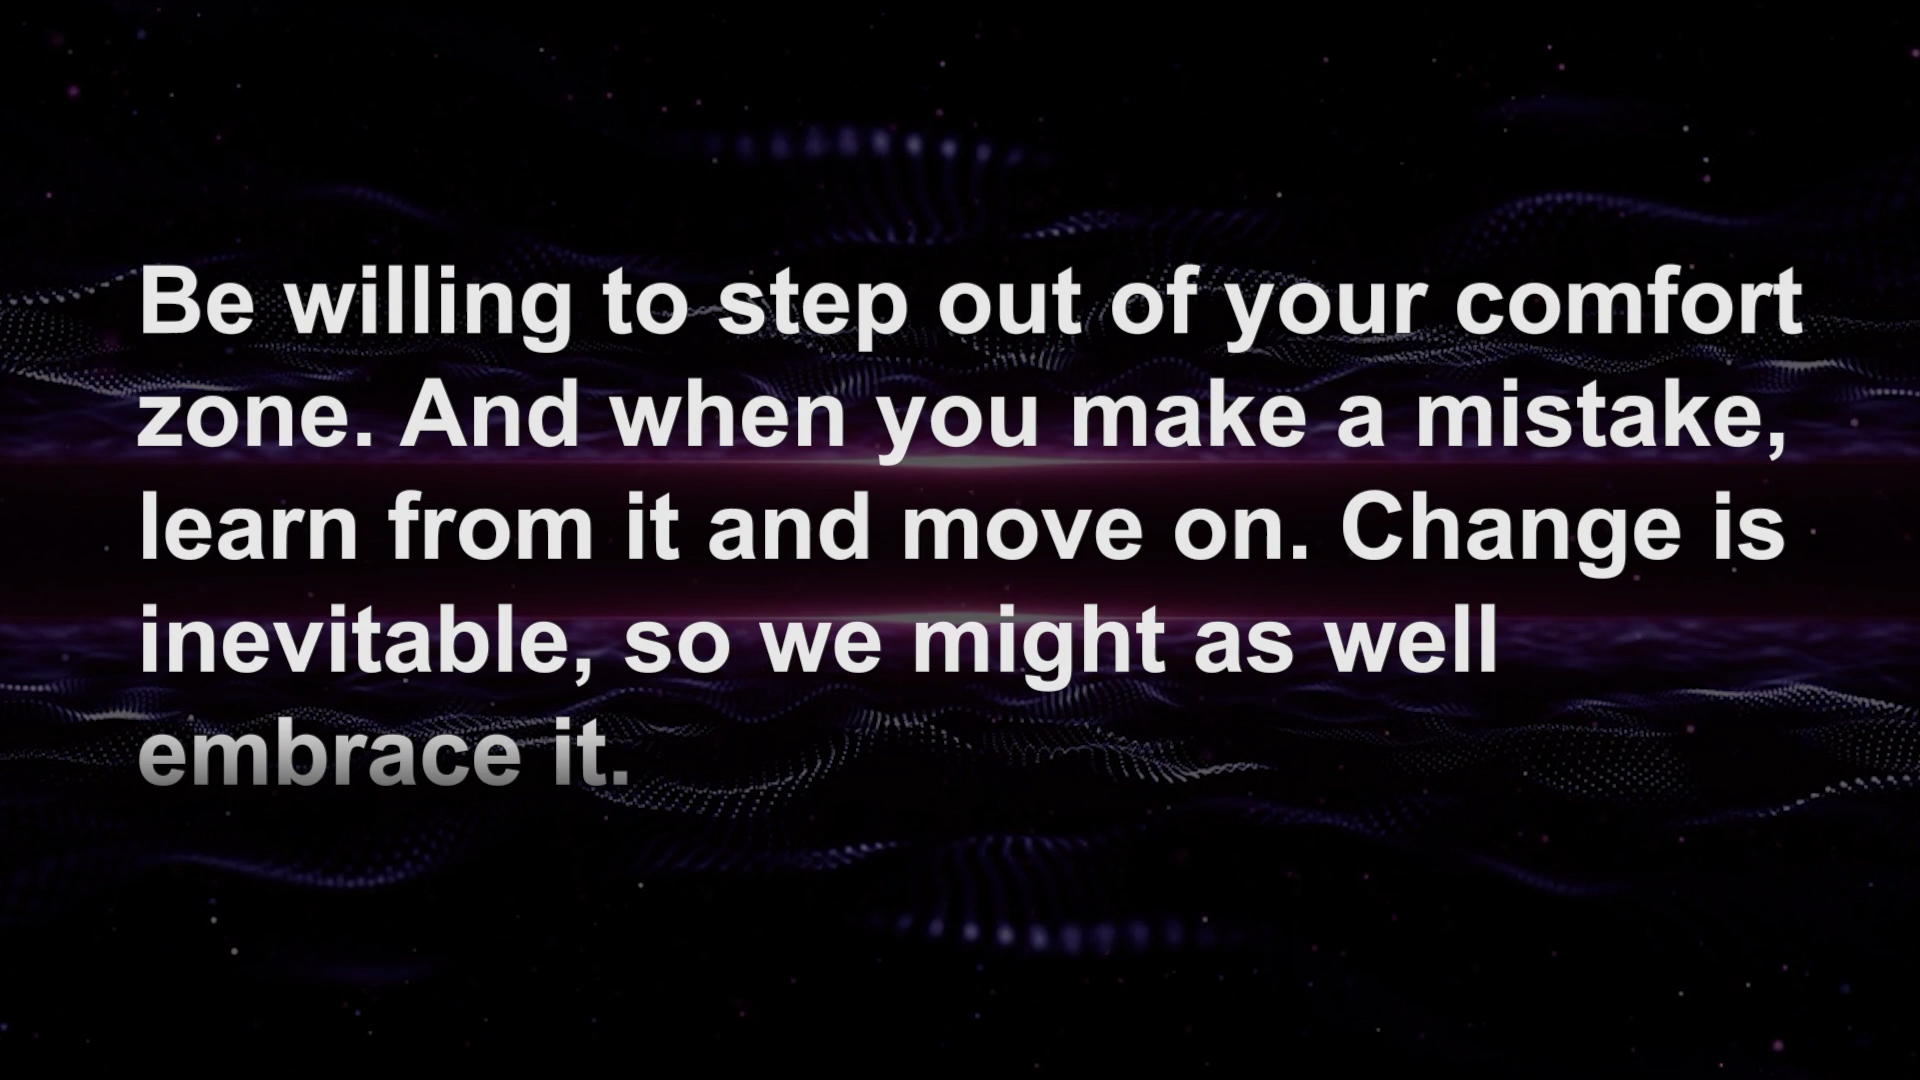 Be willing to step out of your comfort
zone. And when you make a mistake,
learn from it and move on. Change is
inevitable, so we might as well
embrace it.